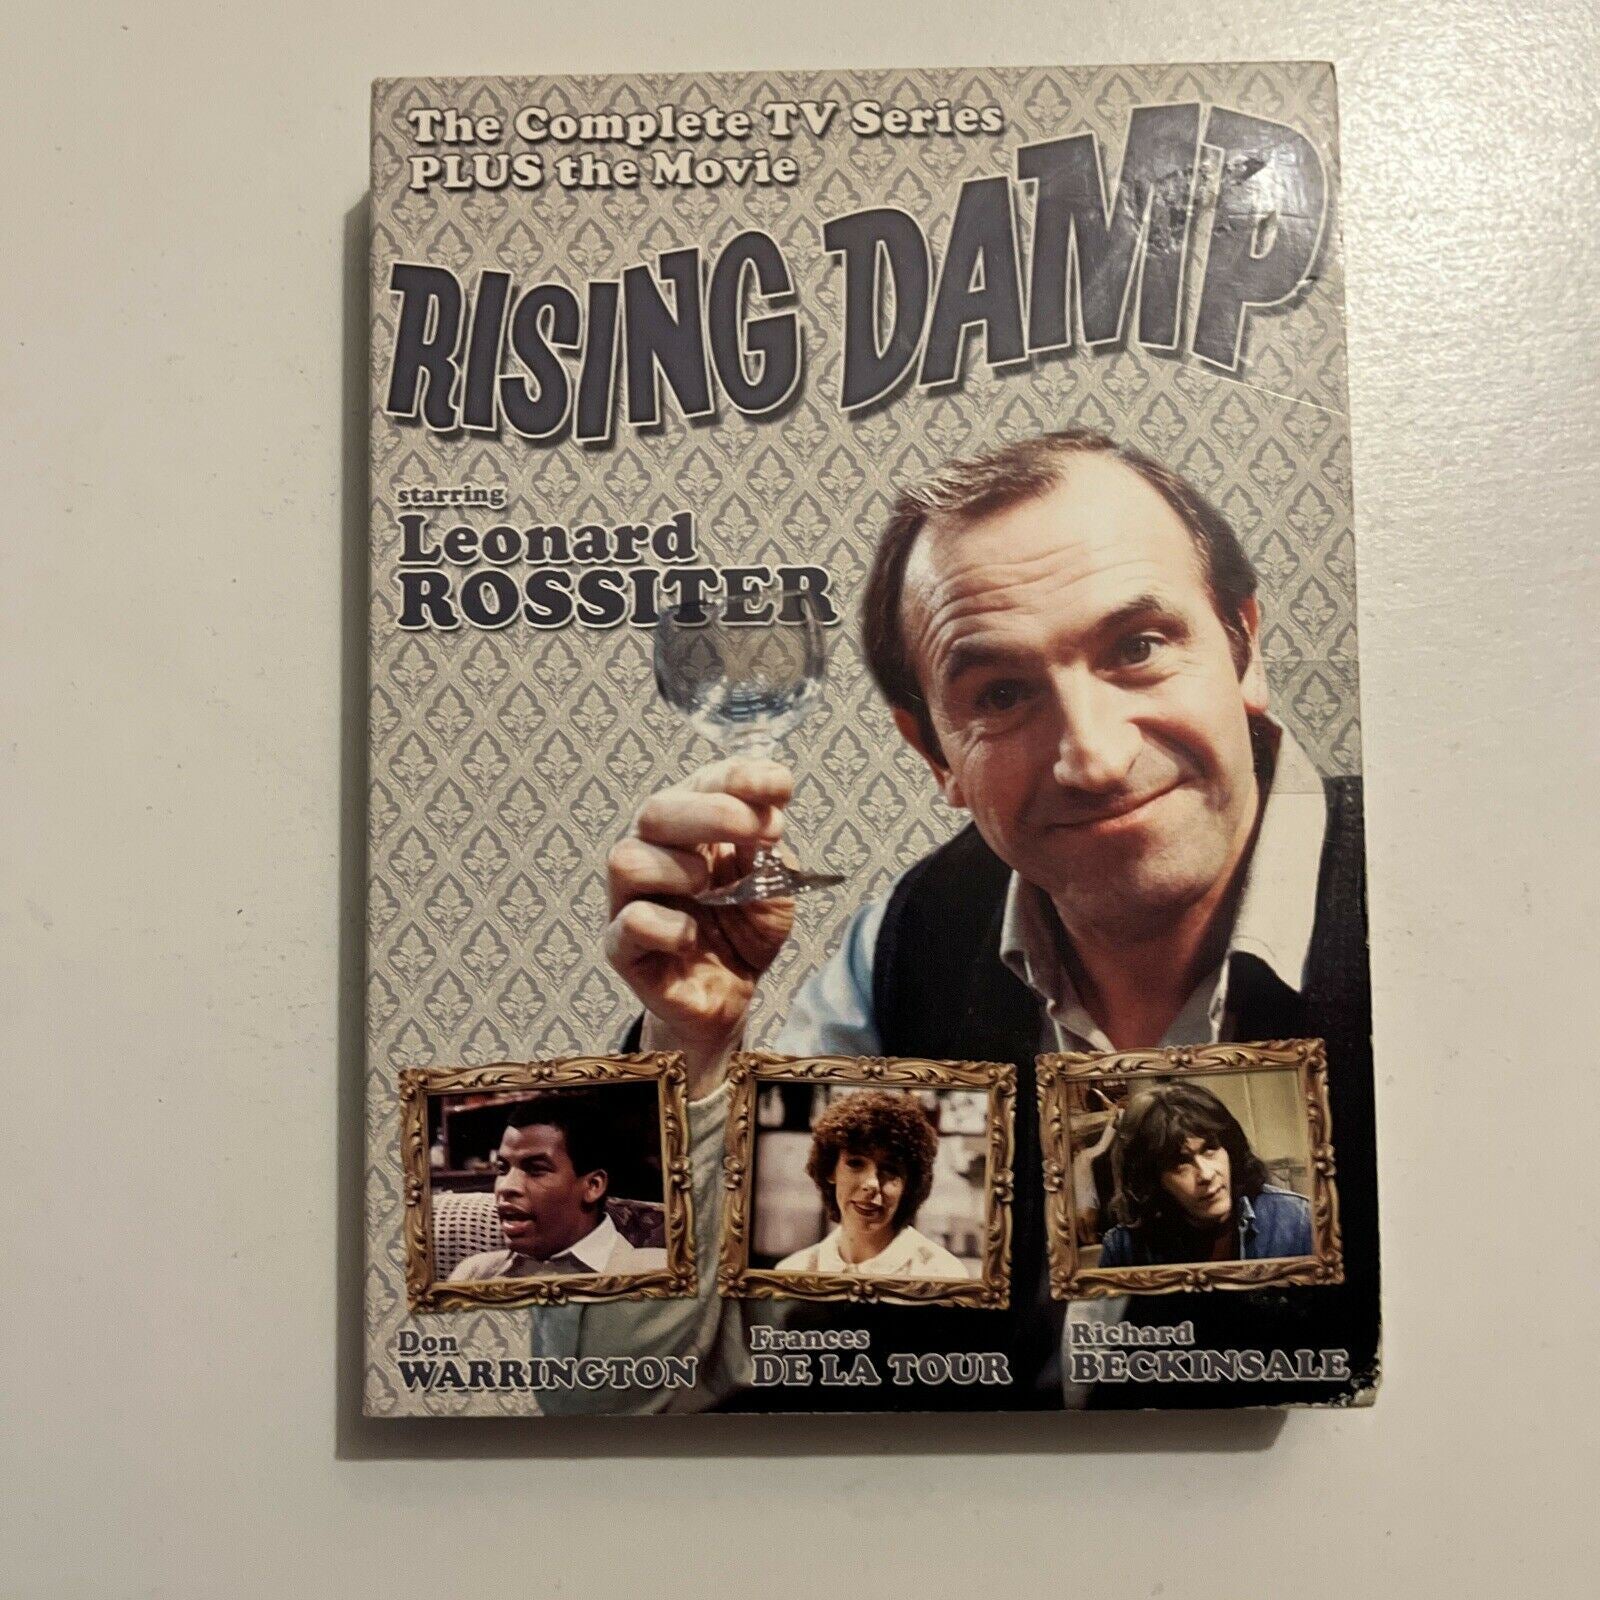 The Complete TV Series
PLUS the Movie
RISING DAMP
starring
Leonard
ROSSITER
Don
WARRINGTON
Frances
DE LA TOUR
Richard
BECKINSALE